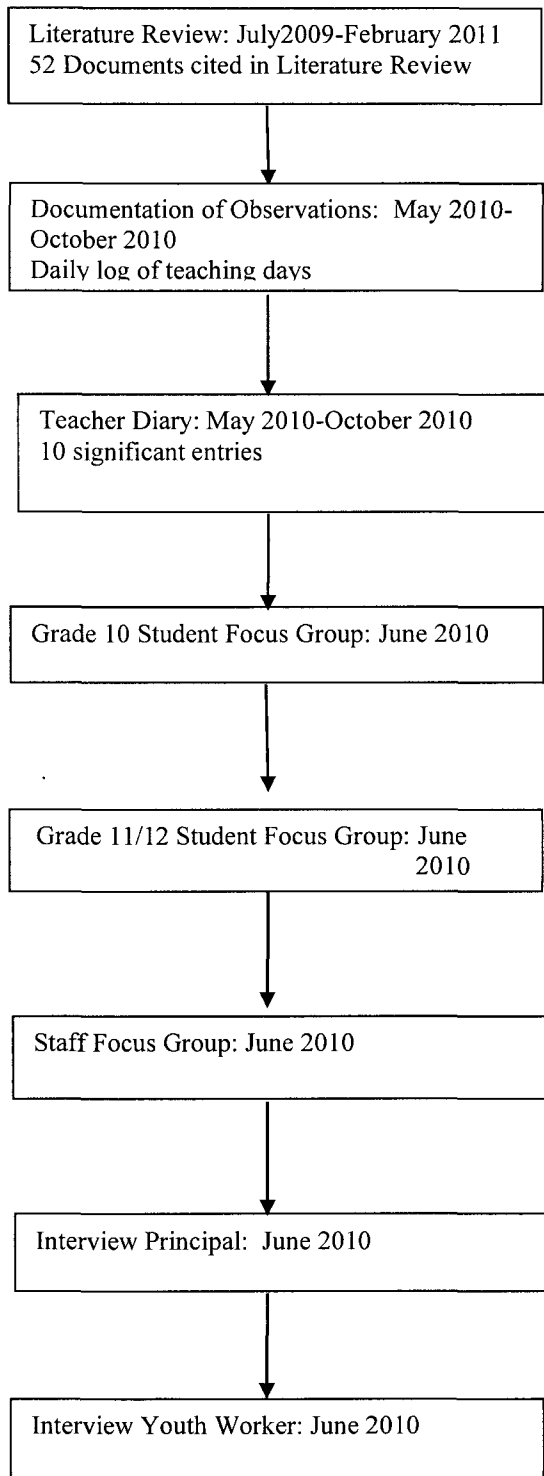 Literature Review: July2009-February 2011
52 Documents cited in Literature Review
Documentation of Observations: May 2010-
October 2010
Daily log of teaching days
Teacher Diary: May 2010-October 2010
10 significant entries
Grade 10 Student Focus Group: June 2010
Grade 11/12 Student Focus Group: June
2010
Staff Focus Group: June 2010
Interview Principal: June 2010
Interview Youth Worker: June 2010